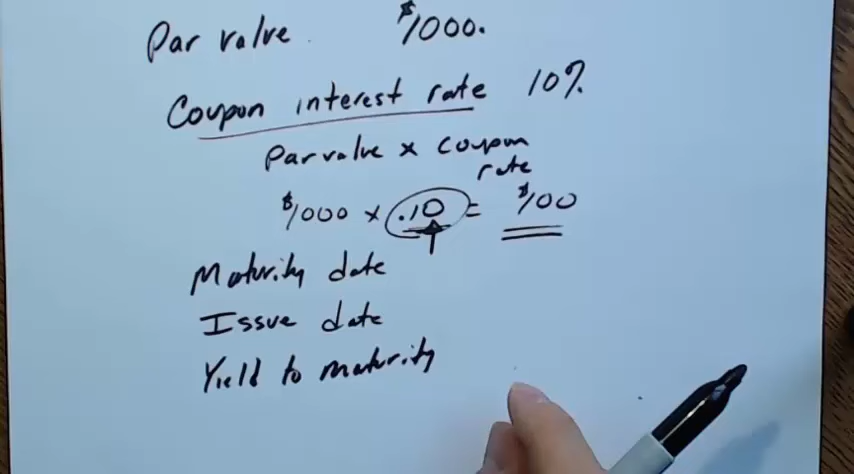 Par value $1000.
Coupon interest rate 10%
Par value x coupon
rate
$1000 x .10 = $100
Maturity date
Issue date
Yield to maturity